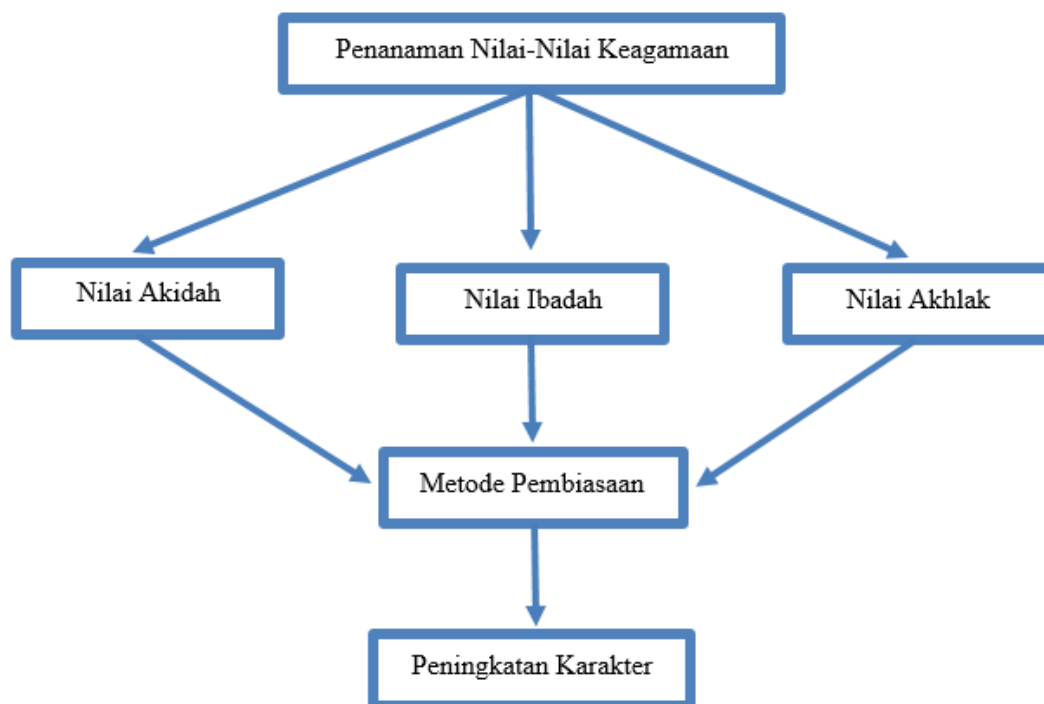 Penanaman Nilai-Nilai Keagamaan
Nilai Akidah
Nilai Ibadah
Nilai Akhlak
Metode Pembiasaan
Peningkatan Karakter